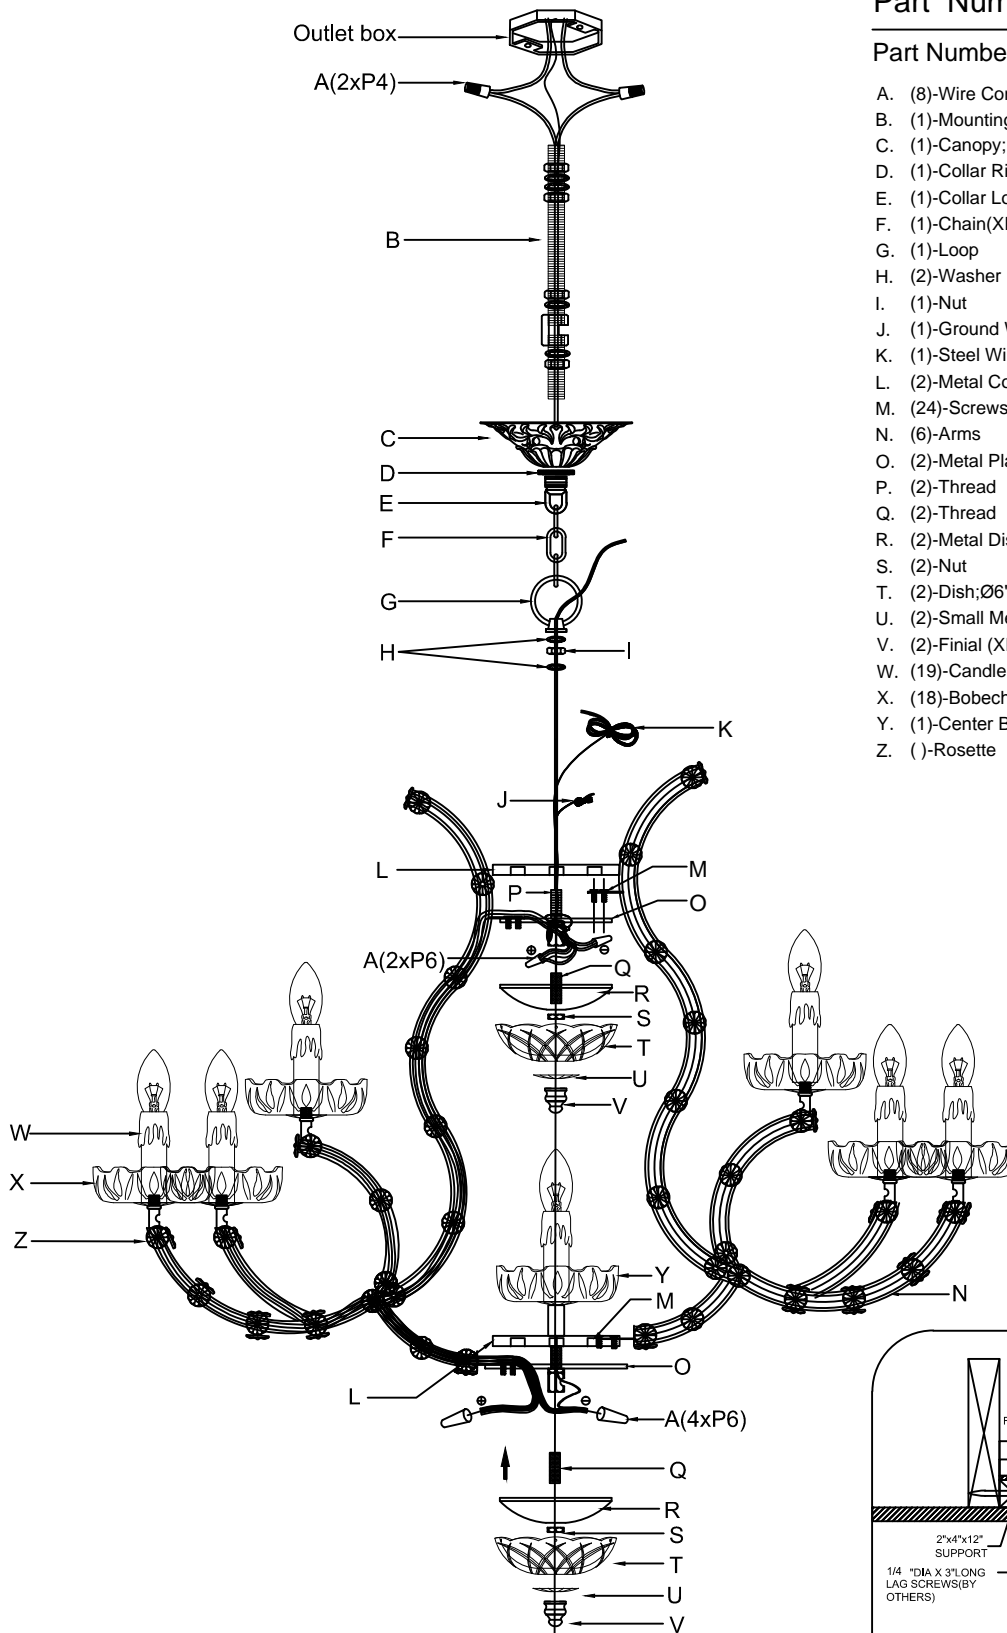 Part Num
Part Numbe
A. (8)-Wire Con
B. (1)-Mounting
C. (1)-Canopy;
D. (1)-Collar Ri
E. (1)-Collar Lo
F. (1)-Chain(X
G. (1)-Loop
H. (2)-Washer
I. (1)-Nut
J. (1)-Ground
K. (1)-Steel Wi
L. (2)-Metal Co
M. (24)-Screws
N. (6)-Arms
O. (2)-Metal Pla
P. (2)-Thread
Q. (2)-Thread
R. (2)-Metal Dis
S. (2)-Nut
T. (2)-Dish;Ø6"
U. (2)-Small Me
V. (2)-Finial (X
W. (19)-Candle
X. (18)-Bobech
Y. (1)-Center B
Z. ( )-Rosette
Outlet box
A(2xP4)
B
C
D
E
F
G
H
I
K
J
L
M
P
O
A(2xP6)
Q
R
S
T
U
V
W
X
Z
Y
M
N
O
L
A(4xP6)
Q
R
S
T
U
V
2"x4"x12"
SUPPORT
1/4 "DIA X 3"LONG
LAG SCREWS(BY
OTHERS)